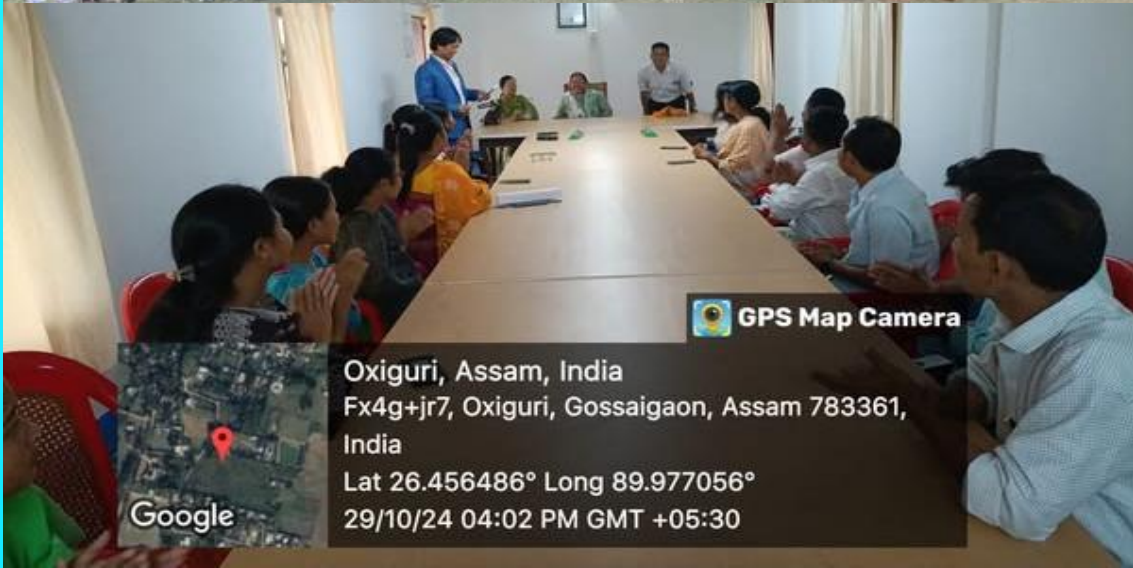 GPS Map Camera
Oxiguri, Assam, India
Fx4g+jr7, Oxiguri, Gossaigaon, Assam 783361,
India
Lat 26.456486° Long 89.977056°
29/10/24 04:02 PM GMT +05:30
Google